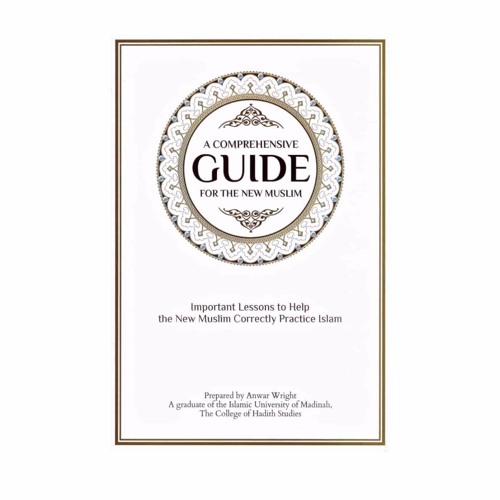 A COMPREHENSIVE
GUIDE
FOR THE NEW MUSLIM
Important Lessons to Help
the New Muslim Correctly Practice Islam
Prepared by Anwar Wright
A graduate of the Islamic University of Madinah,
The College of Hadith Studies